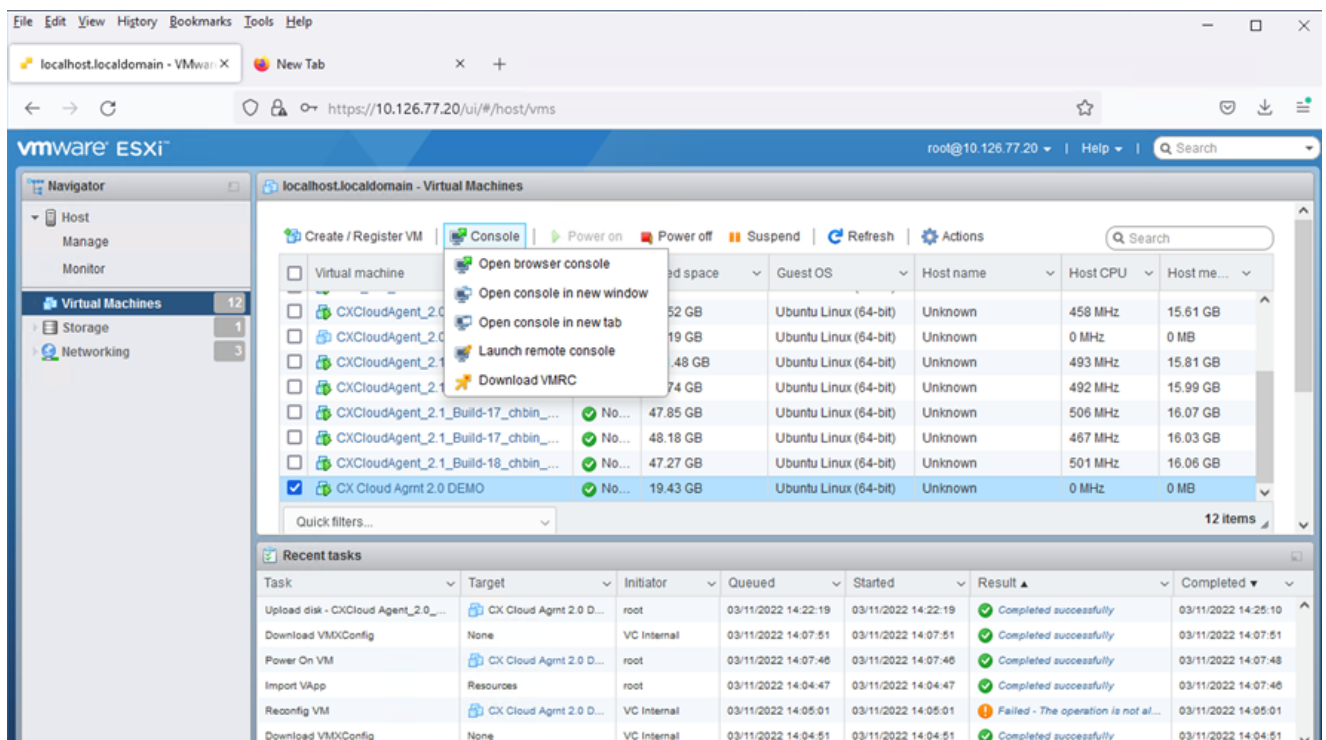 File Edit View History Bookmarks Tools Help
localhost.localdomain - VMwar
New Tab
https://10.126.77.20/ui/#/host/vms
vmware ESXi™
root@10.126.77.20 | Help | Search
Navigator
Host
Manage
Monitor
Virtual Machines 12
Storage 1
Networking 3
localhost.localdomain - Virtual Machines
Create / Register VM | Console | Power on Power off Suspend | Refresh | Actions Search
Open browser console
Open console in new window
Open console in new tab
Launch remote console
Download VMRC
Virtual machine ed space Guest OS Host name Host CPU Host me...
CXCloudAgent_2.0 52 GB Ubuntu Linux (64-bit) Unknown 458 MHz 15.61 GB
CXCloudAgent_2.0 19 GB Ubuntu Linux (64-bit) Unknown 0 MHz 0 MB
CXCloudAgent_2.1 .48 GB Ubuntu Linux (64-bit) Unknown 493 MHz 15.81 GB
CXCloudAgent_2.1 74 GB Ubuntu Linux (64-bit) Unknown 492 MHz 15.99 GB
CXCloudAgent_2.1_Build-17_chbin_... No... 47.85 GB Ubuntu Linux (64-bit) Unknown 506 MHz 16.07 GB
CXCloudAgent_2.1_Build-17_chbin_... No... 48.18 GB Ubuntu Linux (64-bit) Unknown 467 MHz 16.03 GB
CXCloudAgent_2.1_Build-18_chbin_... No... 47.27 GB Ubuntu Linux (64-bit) Unknown 501 MHz 16.06 GB
CX Cloud Agrnt 2.0 DEMO No... 19.43 GB Ubuntu Linux (64-bit) Unknown 0 MHz 0 MB
Quick filters... 12 items
Recent tasks
Task Target Initiator Queued Started Result ▲ Completed ▼
Upload disk - CXCloud Agent_2.0_... CX Cloud Agrnt 2.0 D... root 03/11/2022 14:22:19 03/11/2022 14:22:19 Completed successfully 03/11/2022 14:25:10
Download VMXConfig None VC Internal 03/11/2022 14:07:51 03/11/2022 14:07:51 Completed successfully 03/11/2022 14:07:51
Power On VM CX Cloud Agrnt 2.0 D... root 03/11/2022 14:07:46 03/11/2022 14:07:46 Completed successfully 03/11/2022 14:07:48
Import VApp Resources root 03/11/2022 14:04:47 03/11/2022 14:04:47 Completed successfully 03/11/2022 14:07:46
Reconfig VM CX Cloud Agrnt 2.0 D... VC Internal 03/11/2022 14:05:01 03/11/2022 14:05:01 Failed - The operation is not al... 03/11/2022 14:05:01
Download VMXConfig None VC Internal 03/11/2022 14:04:51 03/11/2022 14:04:51 Completed successfully 03/11/2022 14:04:51